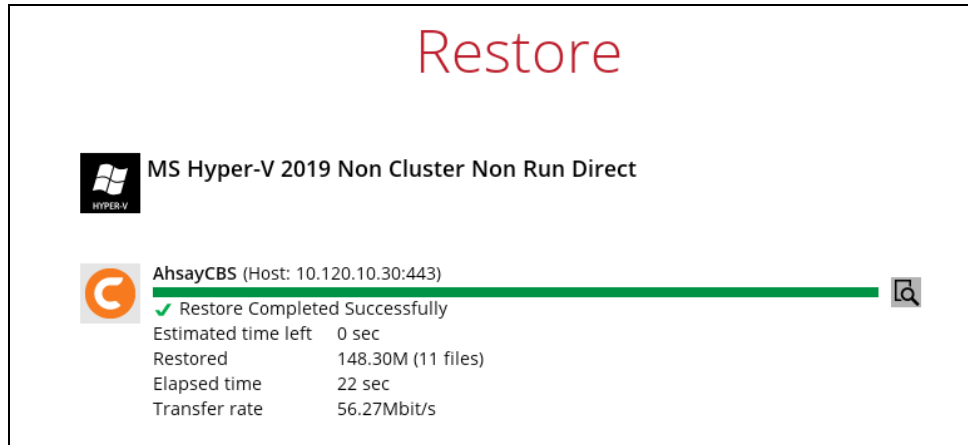 Restore
MS Hyper-V 2019 Non Cluster Non Run Direct
HYPER-V
AhsayCBS (Host: 10.120.10.30:443)
Restore Completed Successfully
Estimated time left 0 sec
Restored 148.30M (11 files)
Elapsed time 22 sec
Transfer rate 56.27Mbit/s